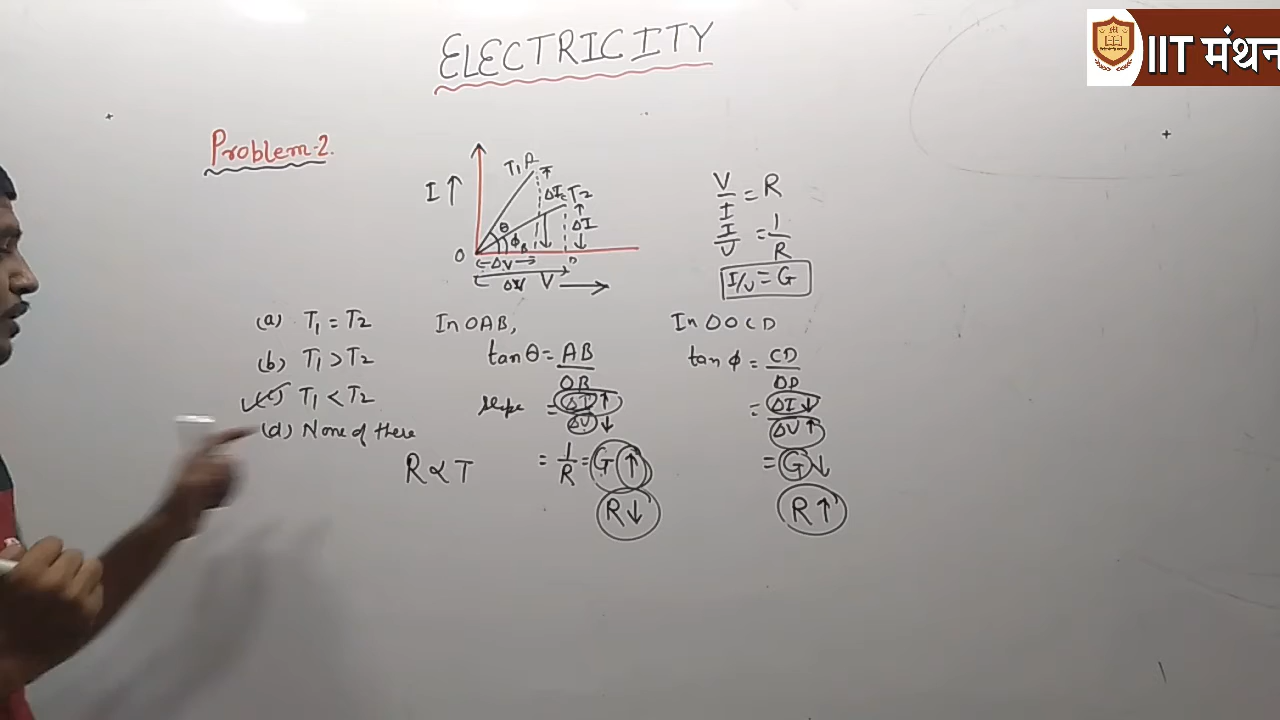 ELECTRICITY
IIT मंथन
Problem-2.
I ↑
T₁ A
ΔI
C T₂
ΔI
θ
ϕ B
O
D
ΔV
ΔV V →
V/I = R
I/V = 1/R
I/V = G
(a) T₁ = T₂
(b) T₁ > T₂
(c) T₁ < T₂
(d) None of these
R ∝ T
In OAB,
tan θ = AB/OB
slope = ΔI↑/ΔV↓
= 1/R = G ↑
R ↓
In ΔOCD
tan ϕ = CD/OD
= ΔI↓/ΔV↑
= G ↓
R ↑